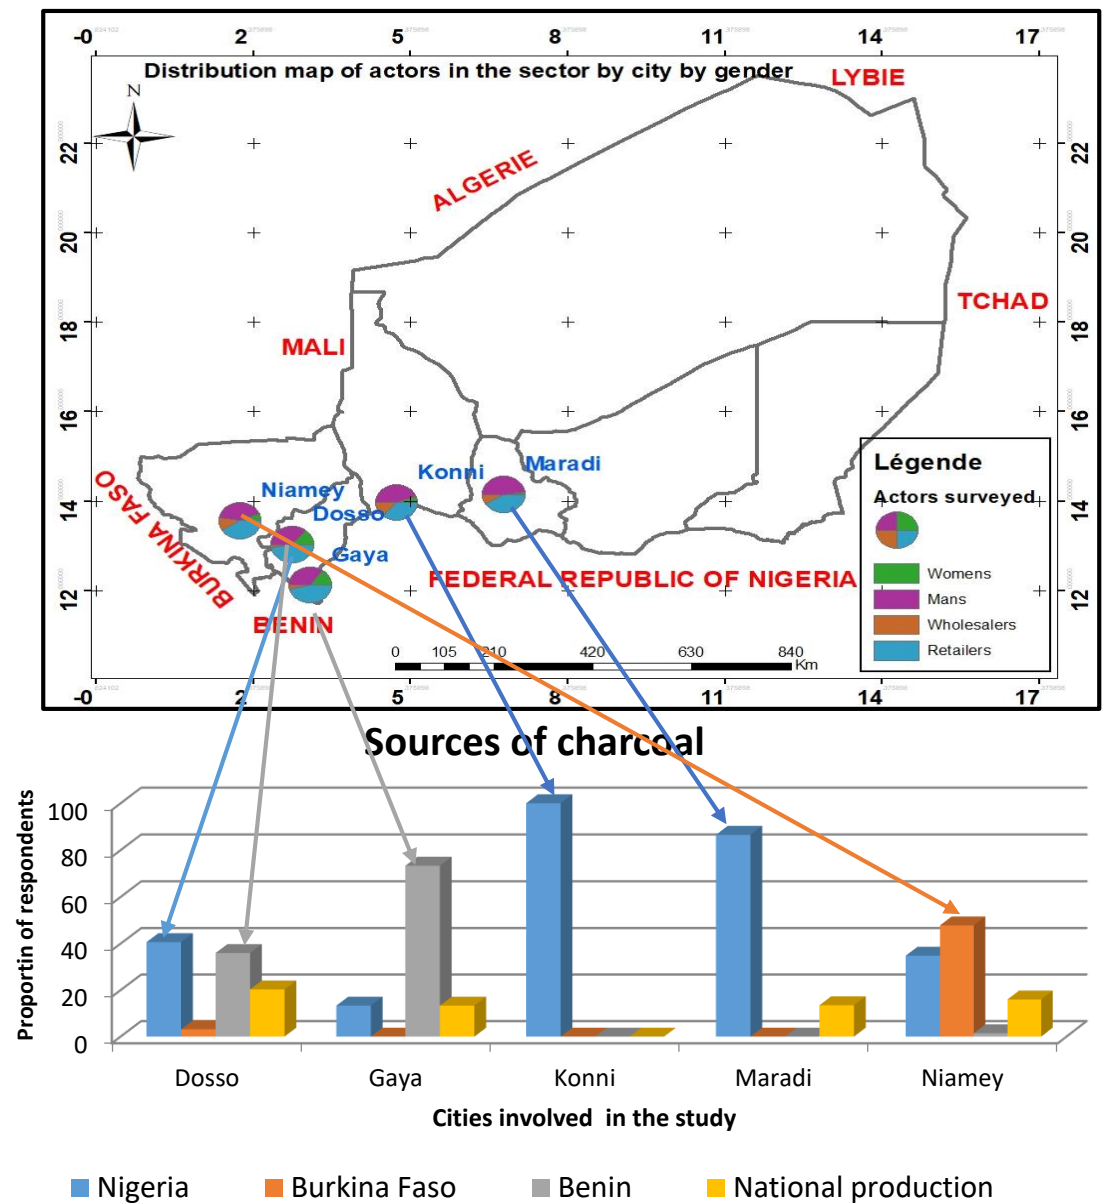 -0 2 5 8 11 14 17
Distribution map of actors in the sector by city by gender
LYBIE
N
22 22
ALGERIE
20 20
TCHAD
18 18
MALI
16 16
Légende
Konni Maradi
Actors surveyed
Niamey
14 14
BURKINA FASO
Dosso
Gaya
Womens
FEDERAL REPUBLIC OF NIGERIA
12 12
Mans
BENIN
Wholesalers
Retailers
0 105 210 420 630 840
Km
-0 2 5 8 11 14 17
Sources of charcoal
Proportin of respondents
100
80
60
40
20
0
Dosso Gaya Konni Maradi Niamey
Cities involved in the study
Nigeria Burkina Faso Benin National production